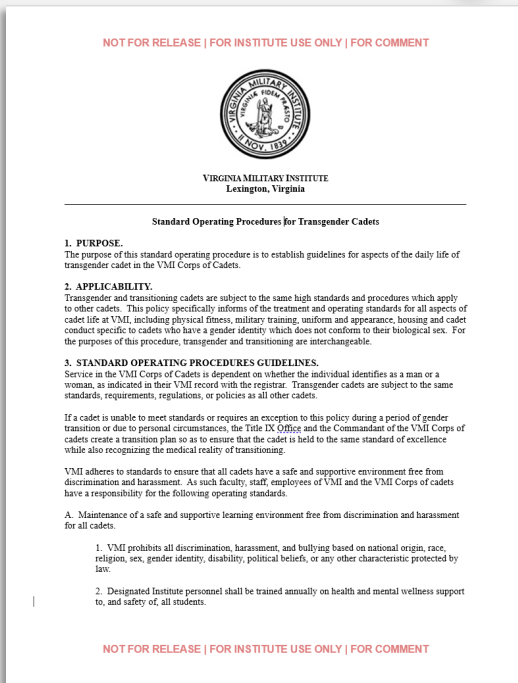 NOT FOR RELEASE | FOR INSTITUTE USE ONLY | FOR COMMENT
VIRGINIA MILITARY INSTITUTE
VIRGINIÆ FIDEM PRÆSTO
11 NOV. 1839
VIRGINIA MILITARY INSTITUTE
Lexington, Virginia
Standard Operating Procedures for Transgender Cadets
1. PURPOSE.
The purpose of this standard operating procedure is to establish guidelines for aspects of the daily life of
transgender cadet in the VMI Corps of Cadets.
2. APPLICABILITY.
Transgender and transitioning cadets are subject to the same high standards and procedures which apply
to other cadets. This policy specifically informs of the treatment and operating standards for all aspects of
cadet life at VMI, including physical fitness, military training, uniform and appearance, housing and cadet
conduct specific to cadets who have a gender identity which does not conform to their biological sex. For
the purposes of this procedure, transgender and transitioning are interchangeable.
3. STANDARD OPERATING PROCEDURES GUIDELINES.
Service in the VMI Corps of Cadets is dependent on whether the individual identifies as a man or a
woman, as indicated in their VMI record with the registrar. Transgender cadets are subject to the same
standards, requirements, regulations, or policies as all other cadets.
If a cadet is unable to meet standards or requires an exception to this policy during a period of gender
transition or due to personal circumstances, the Title IX Office and the Commandant of the VMI Corps of
cadets create a transition plan so as to ensure that the cadet is held to the same standard of excellence
while also recognizing the medical reality of transitioning.
VMI adheres to standards to ensure that all cadets have a safe and supportive environment free from
discrimination and harassment. As such faculty, staff, employees of VMI and the VMI Corps of cadets
have a responsibility for the following operating standards.
A. Maintenance of a safe and supportive learning environment free from discrimination and harassment
for all cadets.
1. VMI prohibits all discrimination, harassment, and bullying based on national origin, race,
religion, sex, gender identity, disability, political beliefs, or any other characteristic protected by
law.
2. Designated Institute personnel shall be trained annually on health and mental wellness support
to, and safety of, all students.
NOT FOR RELEASE | FOR INSTITUTE USE ONLY | FOR COMMENT